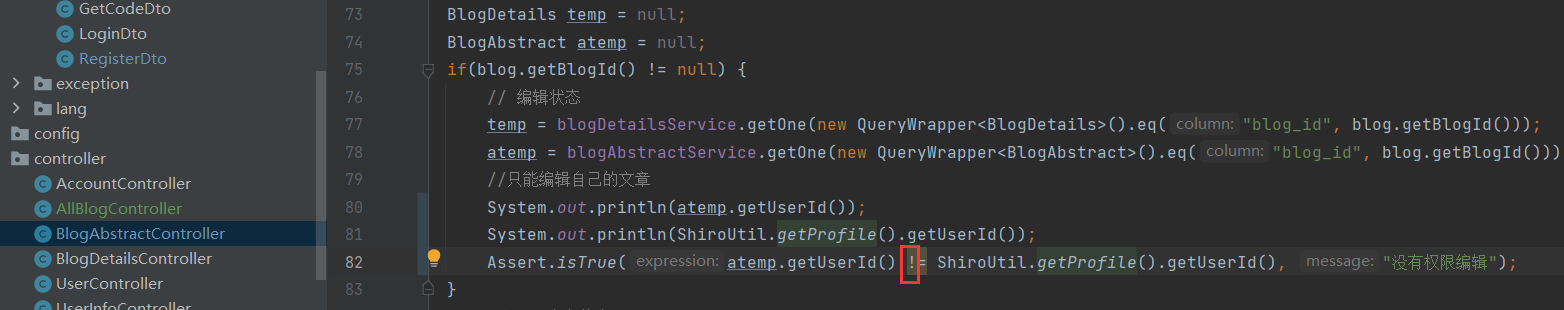 GetCodeDto
LoginDto
RegisterDto
exception
lang
config
controller
AccountController
AllBlogController
BlogAbstractController
BlogDetailsController
UserController
UserInfoController
73 BlogDetails temp = null;
74 BlogAbstract atemp = null;
75 if(blog.getBlogId() != null) {
76 // 编辑状态
77 temp = blogDetailsService.getOne(new QueryWrapper<BlogDetails>().eq( column: "blog_id", blog.getBlogId()));
78 atemp = blogAbstractService.getOne(new QueryWrapper<BlogAbstract>().eq( column: "blog_id", blog.getBlogId()))
79 //只能编辑自己的文章
80 System.out.println(atemp.getUserId());
81 System.out.println(ShiroUtil.getProfile().getUserId());
82 Assert.isTrue( expression: atemp.getUserId() != ShiroUtil.getProfile().getUserId(), message: "没有权限编辑");
83 }